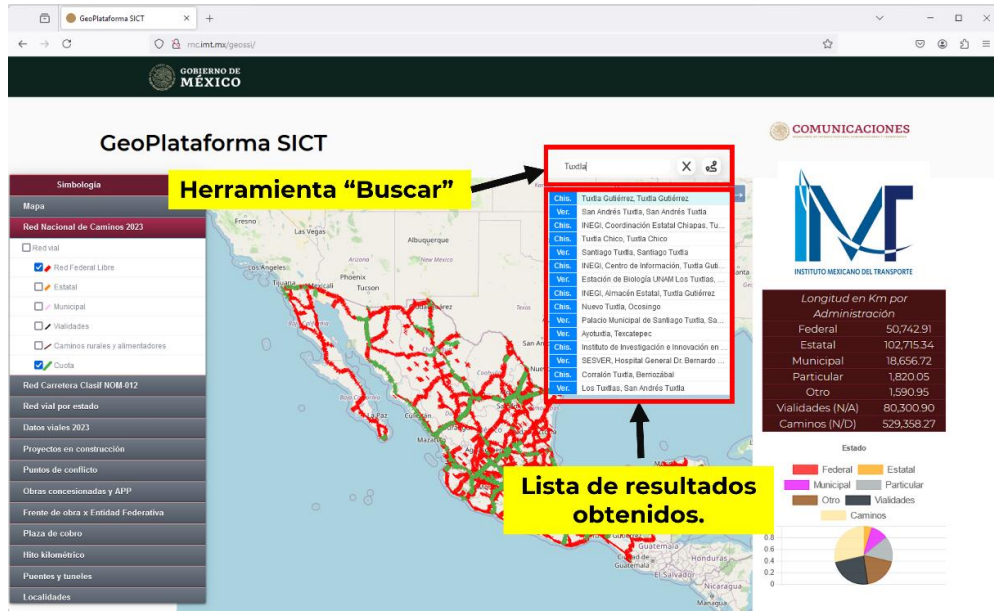 GeoPlataforma SICT
mc.imt.mx/geossi/
GOBIERNO DE
MÉXICO
GeoPlataforma SICT
COMUNICACIONES
Tuxtla
Herramienta “Buscar”
Simbología
Mapa
Red Nacional de Caminos 2023
Red vial
Red Federal Libre
Estatal
Municipal
Vialidades
Caminos rurales y alimentadores
Cuota
Red Carretera Clasif NOM-012
Red vial por estado
Datos viales 2023
Proyectos en construcción
Puntos de conflicto
Obras concesionadas y APP
Frente de obra x Entidad Federativa
Plaza de cobro
Hito kilométrico
Puentes y tuneles
Localidades
Chis. Tuxtla Gutiérrez, Tuxtla Gutiérrez
Ver. San Andrés Tuxtla, San Andrés Tuxtla
Chis. INEGI, Coordinación Estatal Chiapas, Tu...
Chis. Tuxtla Chico, Tuxtla Chico
Ver. Santiago Tuxtla, Santiago Tuxtla
Chis. INEGI, Centro de Información, Tuxtla Guti...
Ver. Estación de Biología UNAM Los Tuxtlas, ...
Chis. INEGI, Almacén Estatal, Tuxtla Gutiérrez
Chis. Nuevo Tuxtla, Ocosingo
Ver. Palacio Municipal de Santiago Tuxtla, Sa...
Ver. Ayotuxtla, Texcatepec
Chis. Instituto de Investigación e Innovación en ...
Ver. SESVER, Hospital General Dr. Bernardo ...
Chis. Corralón Tuxtla, Berriozábal
Ver. Los Tuxtlas, San Andrés Tuxtla
Fresno
Las Vegas
Albuquerque
Arizona
New Mexico
Los Angeles
Phoenix
Tijuana
Mexicali
Tucson
Texas
La Paz
Culiacán
Mazatlán
Guatemala
Guatemala
Honduras
El Salvador
Nicaragua
Managua
Lista de resultados
obtenidos.
INSTITUTO MEXICANO DEL TRANSPORTE
Longitud en Km por
Administración
Federal 50,742.91
Estatal 102,715.34
Municipal 18,656.72
Particular 1,820.05
Otro 1,590.95
Vialidades (N/A) 80,300.90
Caminos (N/D) 529,358.27
Estado
Federal Estatal
Municipal Particular
Otro Vialidades
Caminos
0.8
0.6
0.4
0.2
0